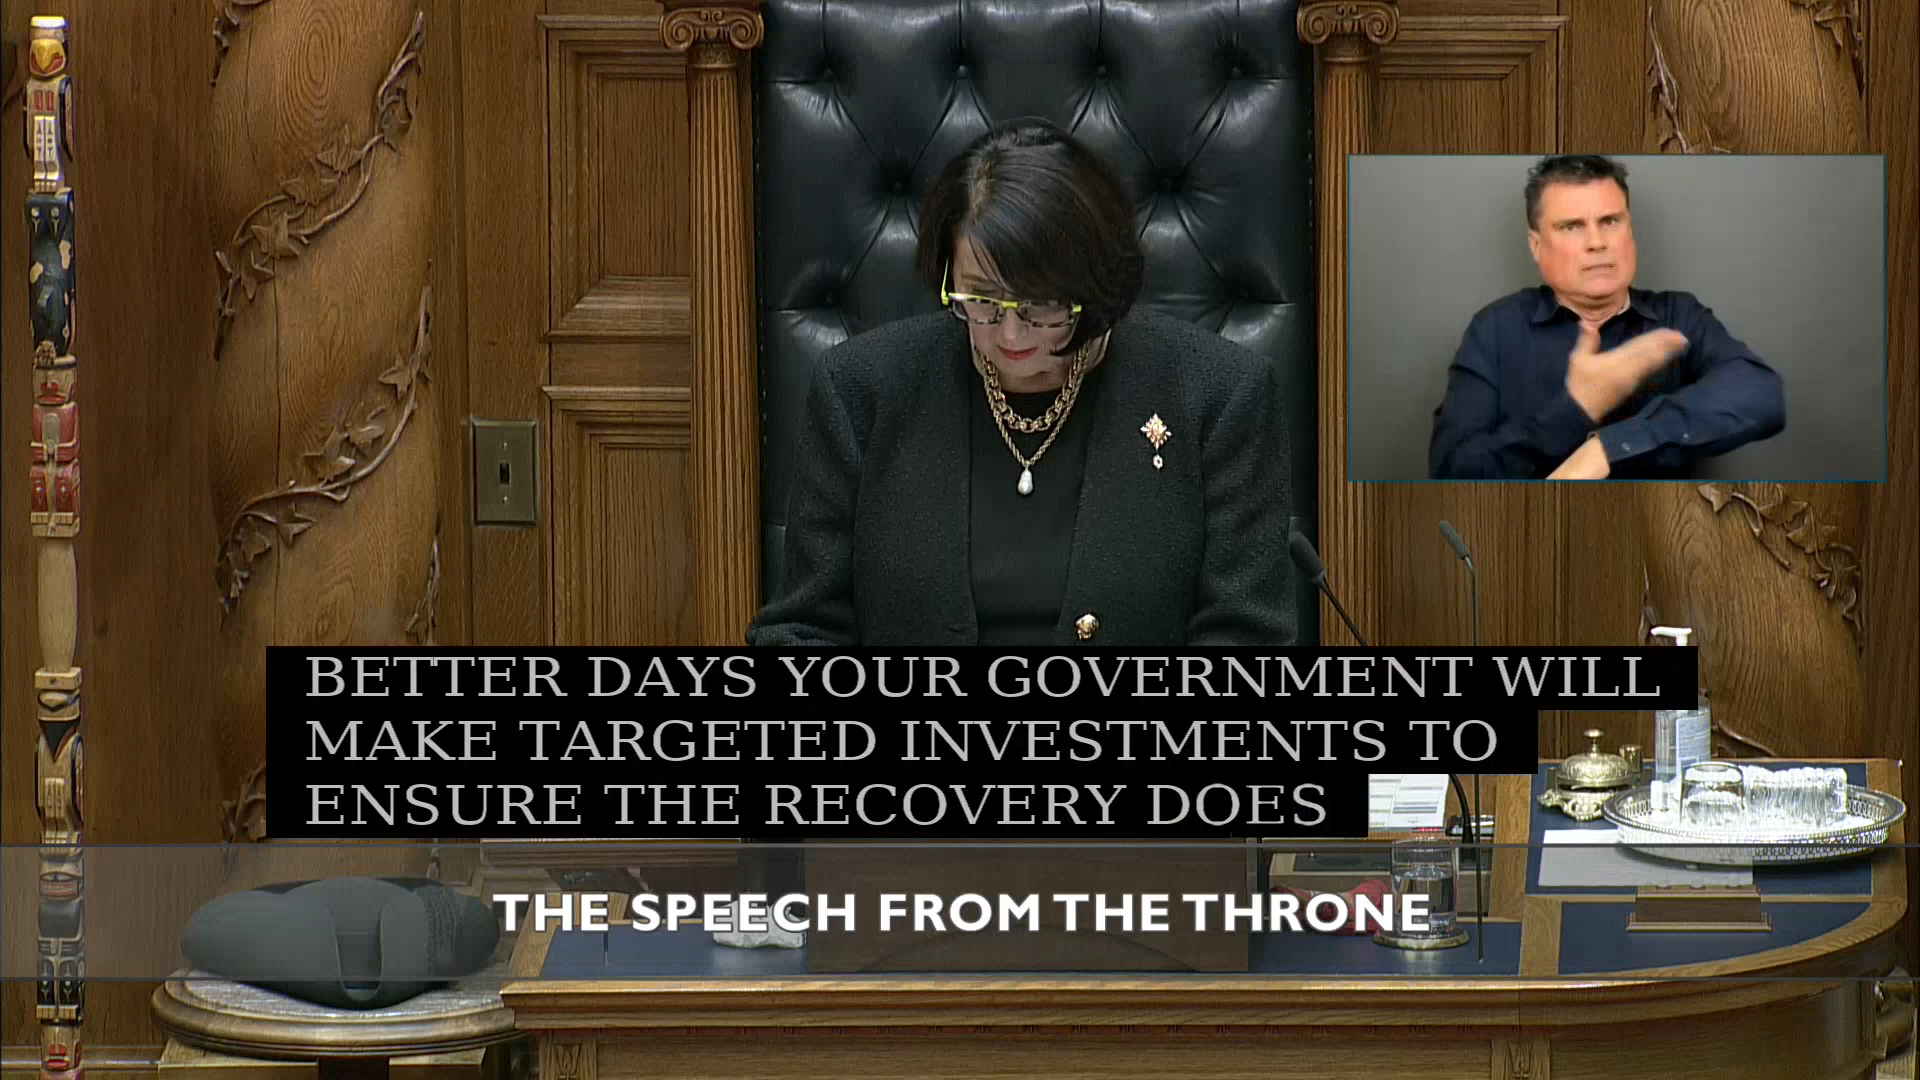 BETTER DAYS YOUR GOVERNMENT WILL
MAKE TARGETED INVESTMENTS TO
ENSURE THE RECOVERY DOES
THE SPEECH FROM THE THRONE